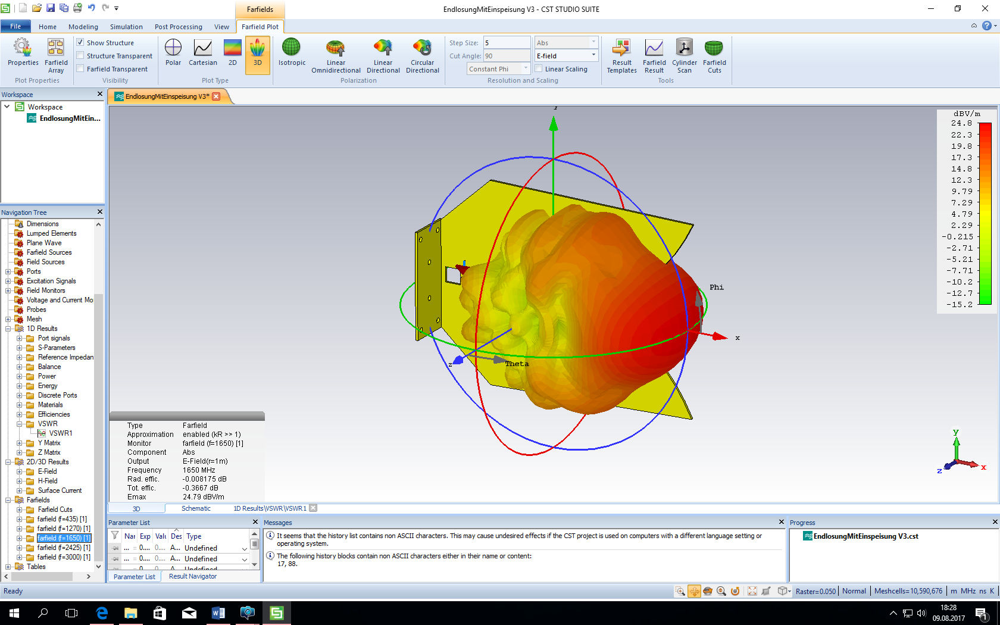 Farfields
EndlosungMitEinspeisung V3 - CST STUDIO SUITE
File Home Modeling Simulation Post Processing View Farfield Plot
Properties
Farfield Array
Plot Properties
Show Structure
Structure Transparent
Farfield Transparent
Visibility
Polar Cartesian 2D 3D
Plot Type
Isotropic
Linear Omnidirectional
Linear Directional
Circular Directional
Polarization
Step Size: 5 Abs
Cut Angle: 90 E-field
Constant Phi Linear Scaling
Resolution and Scaling
Result Templates
Farfield Result
Cylinder Scan
Farfield Cuts
Tools
Workspace
Workspace
EndlosungMitEin...
EndlosungMitEinspeisung V3*
Navigation Tree
Dimensions
Lumped Elements
Plane Wave
Farfield Sources
Field Sources
Ports
Excitation Signals
Field Monitors
Voltage and Current Mo
Probes
Mesh
1D Results
Port signals
S-Parameters
Reference Impedan
Balance
Power
Energy
Discrete Ports
Materials
Efficiencies
VSWR
VSWR1
Y Matrix
Z Matrix
2D/3D Results
E-Field
H-Field
Surface Current
Farfields
Farfield Cuts
farfield (f=435) [1]
farfield (f=1270) [1]
farfield (f=1650) [1]
farfield (f=2425) [1]
farfield (f=3000) [1]
Tables
dBV/m
24.8
22.3
19.8
17.3
14.8
12.3
9.79
7.29
4.79
2.29
-0.215
-2.71
-5.21
-7.71
-10.2
-12.7
-15.2
Phi
x
z
Theta
y
z x
Type Farfield
Approximation enabled (kR >> 1)
Monitor farfield (f=1650) [1]
Component Abs
Output E-Field(r=1m)
Frequency 1650 MHz
Rad. effic. -0.008175 dB
Tot. effic. -0.3667 dB
Emax 24.79 dBV/m
3D Schematic 1D Results\VSWR\VSWR1
Parameter List
Nar Exp Valu Des Type
... = 0.... 0.... A... Undefined
... = 0.... 0.... A... Undefined
Parameter List Result Navigator
Messages
It seems that the history list contains non ASCII characters. This may cause undesired effects if the CST project is used on computers with a different language setting or
operating system.
The following history blocks contain non ASCII characters either in their name or content:
17, 88.
Progress
EndlosungMitEinspeisung V3.cst
Ready
Raster=0.050 Normal Meshcells=10,590,676 m MHz ns K
18:28
09.08.2017
1